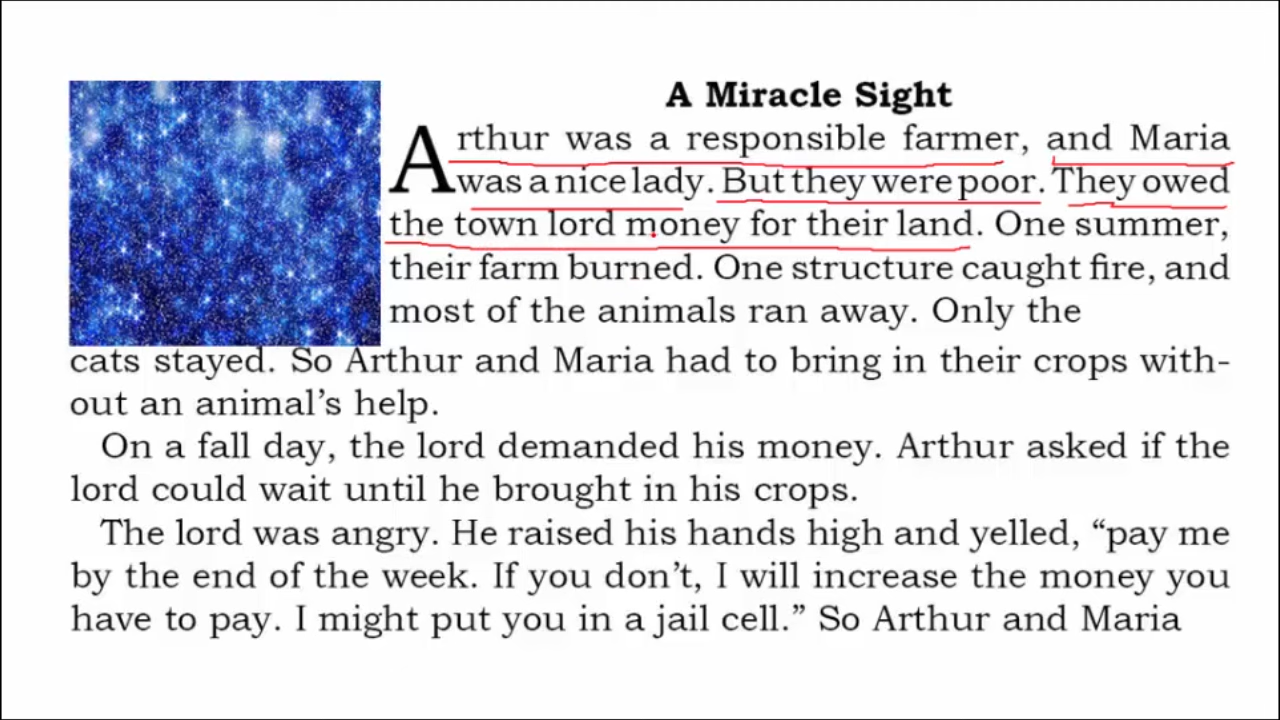 A Miracle Sight
Arthur was a responsible farmer, and Maria
was a nice lady. But they were poor. They owed
the town lord money for their land. One summer,
their farm burned. One structure caught fire, and
most of the animals ran away. Only the
cats stayed. So Arthur and Maria had to bring in their crops with-
out an animal’s help.
On a fall day, the lord demanded his money. Arthur asked if the
lord could wait until he brought in his crops.
The lord was angry. He raised his hands high and yelled, “pay me
by the end of the week. If you don’t, I will increase the money you
have to pay. I might put you in a jail cell.” So Arthur and Maria